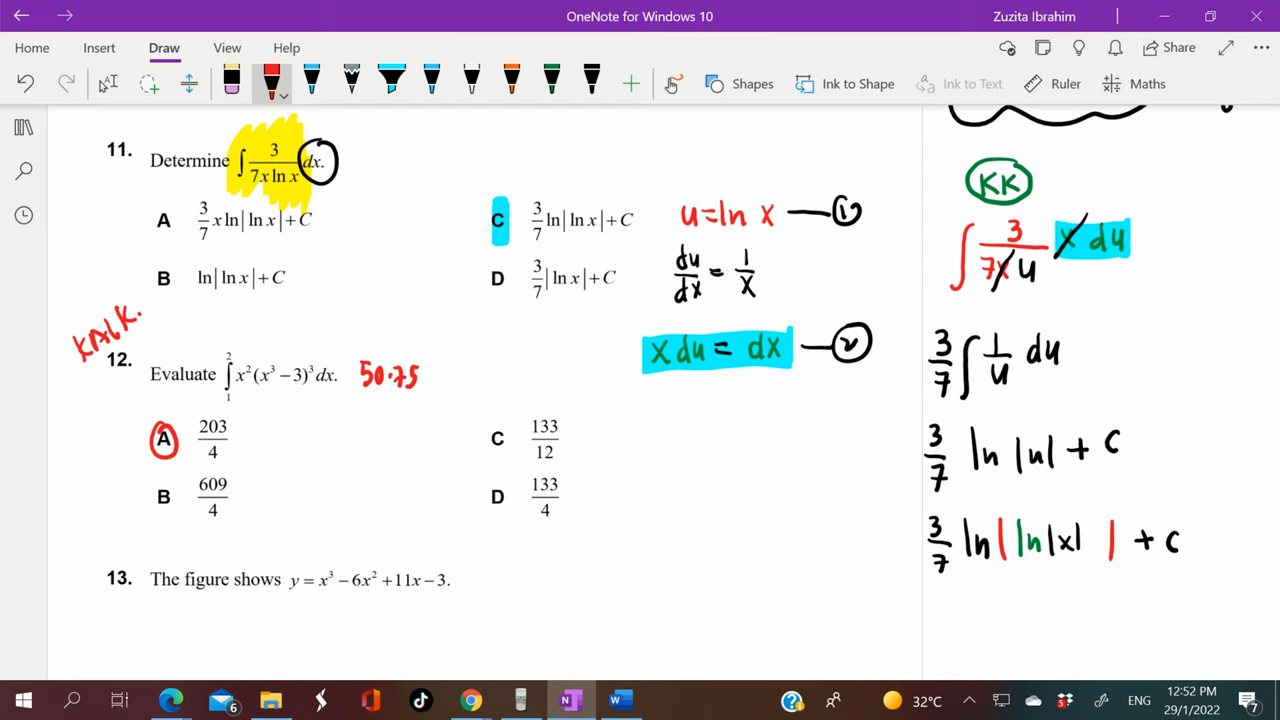 OneNote for Windows 10
Zuzita Ibrahim
Home Insert Draw View Help
Share
Shapes Ink to Shape Ink to Text Ruler Maths
11. Determine ∫ 3/(7x ln x) dx.
A 3/7 x ln| ln x| + C
C 3/7 ln| ln x| + C
B ln| ln x| + C
D 3/7 | ln x| + C
u = ln x — 1
du/dx = 1/x
x du = dx — 2
KK
∫ 3/(7x u) x du
3/7 ∫ 1/u du
3/7 ln |u| + C
3/7 ln | ln |x| | + C
12. Evaluate ∫₁² x²(x³ − 3)³ dx. 50.75
A 203/4
C 133/12
B 609/4
D 133/4
13. The figure shows y = x³ − 6x² + 11x − 3.
6
32°C
ENG
12:52 PM
29/1/2022
7